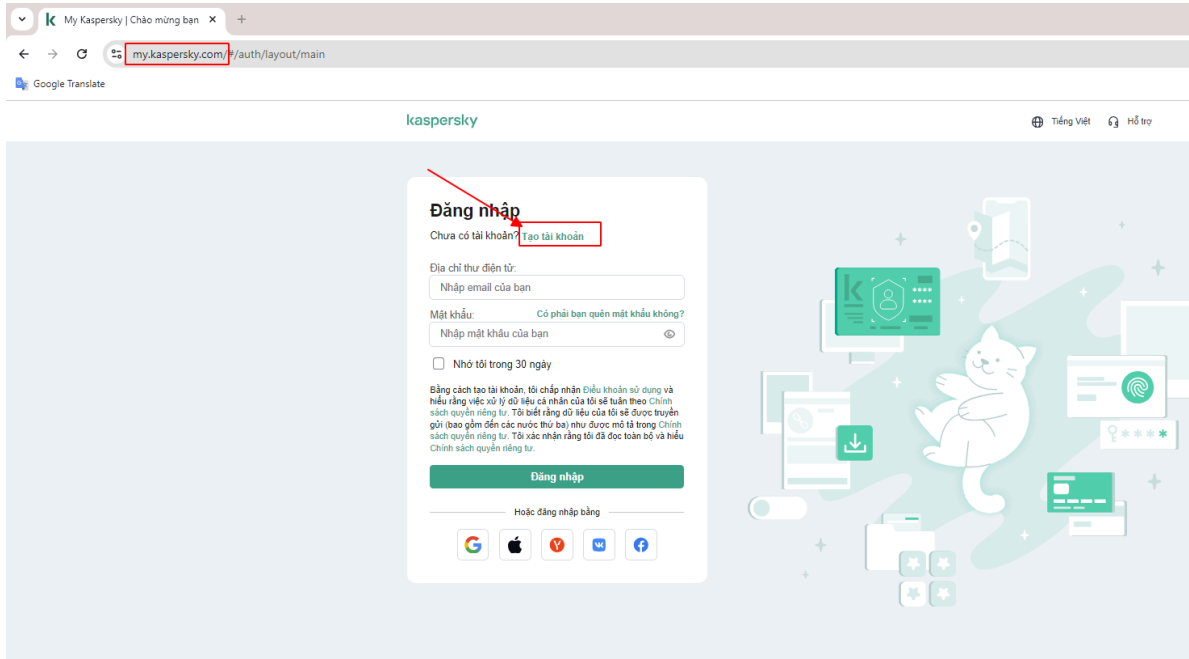 My Kaspersky | Chào mừng bạn
my.kaspersky.com/#/auth/layout/main
Google Translate
kaspersky
Tiếng Việt
Hỗ trợ
Đăng nhập
Chưa có tài khoản? Tạo tài khoản
Địa chỉ thư điện tử:
Nhập email của bạn
Mật khẩu: Có phải bạn quên mật khẩu không?
Nhập mật khẩu của bạn
Nhớ tôi trong 30 ngày
Bằng cách tạo tài khoản, tôi chấp nhận Điều khoản sử dụng và
hiểu rằng việc xử lý dữ liệu cá nhân của tôi sẽ tuân theo Chính
sách quyền riêng tư. Tôi biết rằng dữ liệu của tôi sẽ được truyền
gửi (bao gồm đến các nước thứ ba) như được mô tả trong Chính
sách quyền riêng tư. Tôi xác nhận rằng tôi đã đọc toàn bộ và hiểu
Chính sách quyền riêng tư.
Đăng nhập
Hoặc đăng nhập bằng